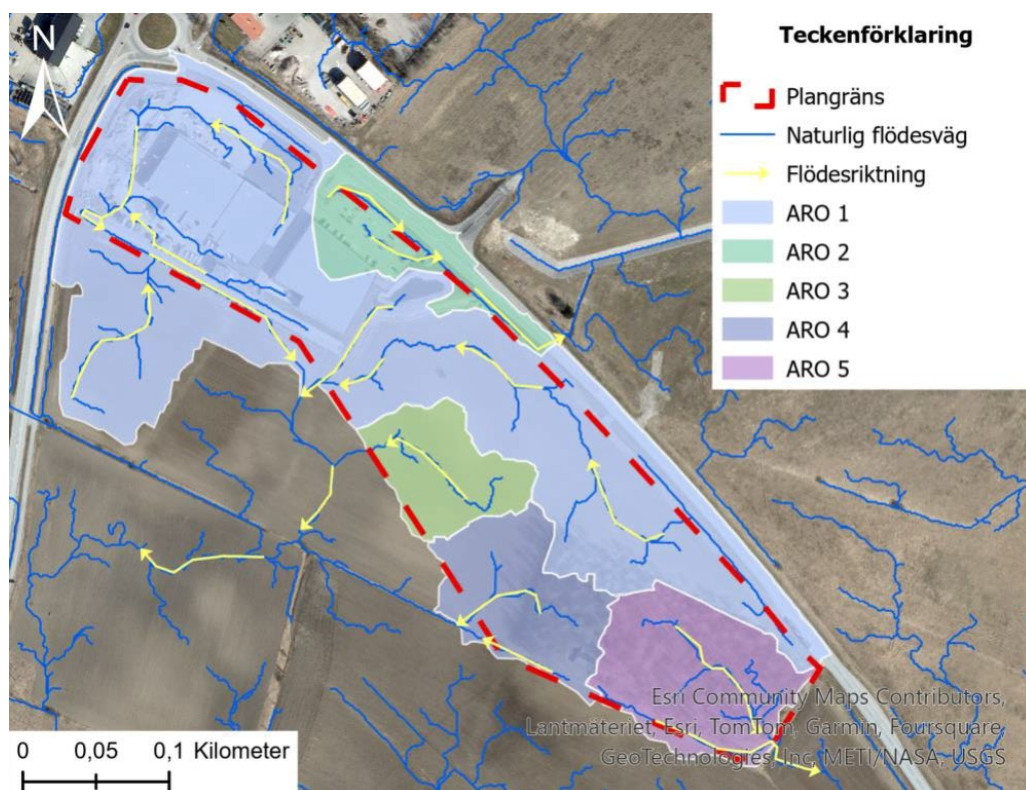 N
Teckenförklaring
Plangräns
Naturlig flödesväg
Flödesriktning
ARO 1
ARO 2
ARO 3
ARO 4
ARO 5
Esri Community Maps Contributors,
Lantmäteriet, Esri, TomTom, Garmin, Foursquare,
GeoTechnologies, Inc, METI/NASA, USGS
0 0,05 0,1 Kilometer